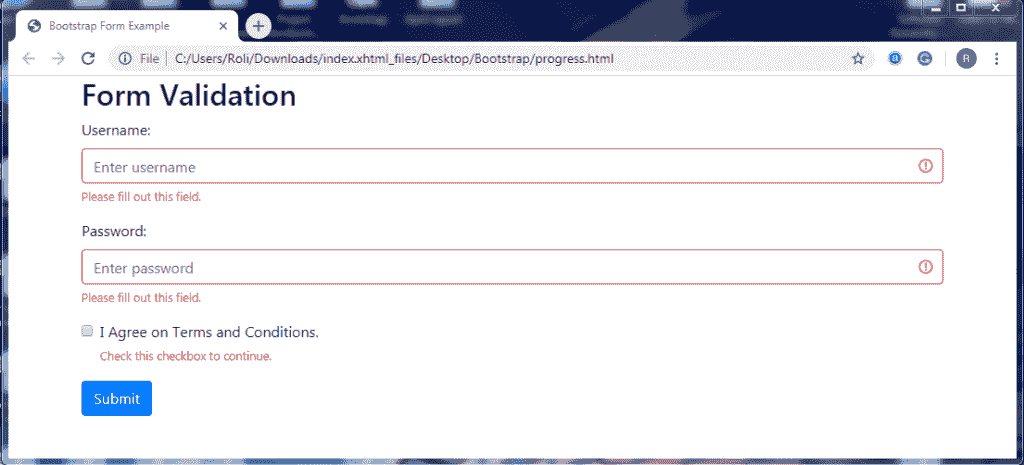 Bootstrap Form Example
File C:/Users/Roli/Downloads/index.xhtml_files/Desktop/Bootstrap/progress.html
a
G
R
Form Validation
Username:
Enter username
Please fill out this field.
Password:
Enter password
Please fill out this field.
I Agree on Terms and Conditions.
Check this checkbox to continue.
Submit